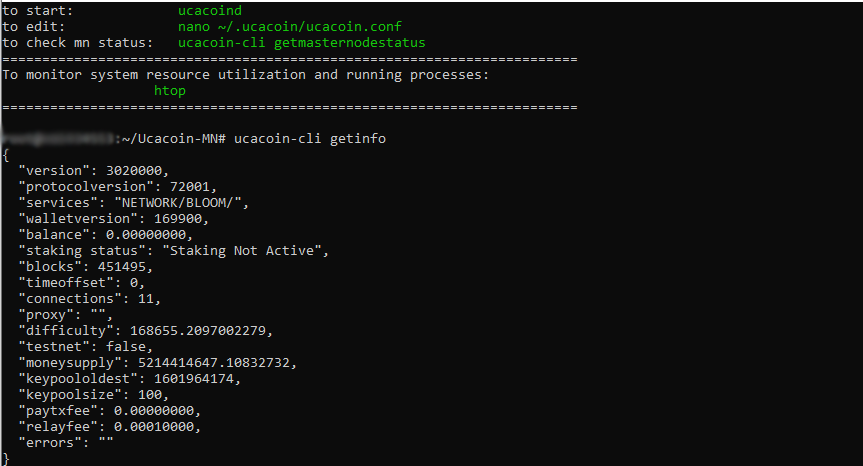 to start:          ucacoind
to edit:           nano ~/.ucacoin/ucacoin.conf
to check mn status:   ucacoin-cli getmasternodestatus
========================================================================
To monitor system resource utilization and running processes:
                   htop
========================================================================
:~/Ucacoin-MN# ucacoin-cli getinfo
{
  "version": 3020000,
  "protocolversion": 72001,
  "services": "NETWORK/BLOOM/",
  "walletversion": 169900,
  "balance": 0.00000000,
  "staking status": "Staking Not Active",
  "blocks": 451495,
  "timeoffset": 0,
  "connections": 11,
  "proxy": "",
  "difficulty": 168655.2097002279,
  "testnet": false,
  "moneysupply": 5214414647.10832732,
  "keypoololdest": 1601964174,
  "keypoolsize": 100,
  "paytxfee": 0.00000000,
  "relayfee": 0.00010000,
  "errors": ""
}